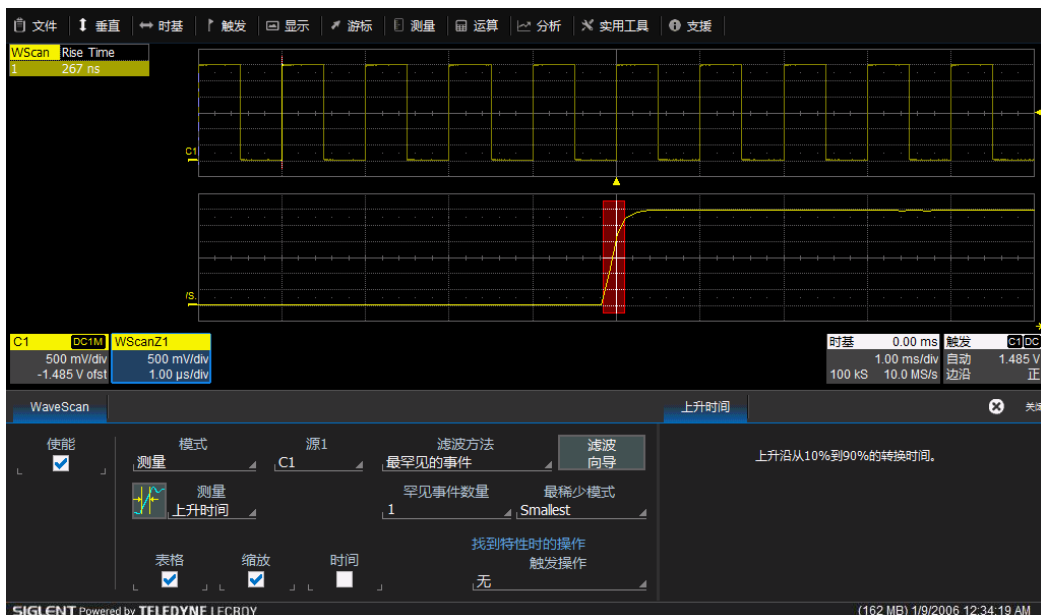 文件 垂直 时基 触发 显示 游标 测量 运算 分析 实用工具 支援
WScan Rise Time
1 267 ns
C1
C1 DC1M WScanZ1
500 mV/div 500 mV/div
-1.485 V ofst 1.00 µs/div
时基 0.00 ms 触发 C1 DC
1.00 ms/div 自动 1.485 V
100 kS 10.0 MS/s 边沿 正
WaveScan
上升时间 关闭
使能 模式 源1 滤波方法 滤波
测量 C1 最罕见的事件 向导
上升沿从10%到90%的转换时间。
测量 罕见事件数量 最稀少模式
上升时间 1 Smallest
找到特性时的操作
表格 缩放 时间 触发操作
无
SIGLENT Powered by TELEDYNE LECROY (162 MB) 1/9/2006 12:34:19 AM